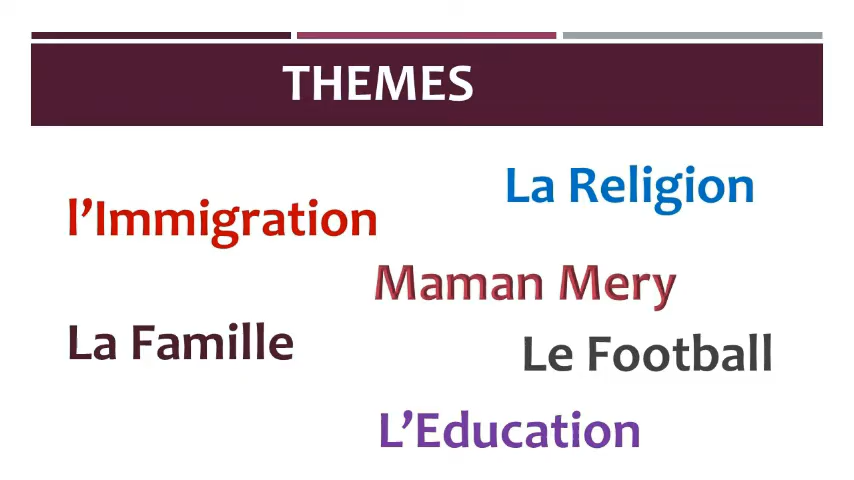 THEMES
La Religion
l’Immigration
Maman Mery
La Famille
Le Football
L’Education